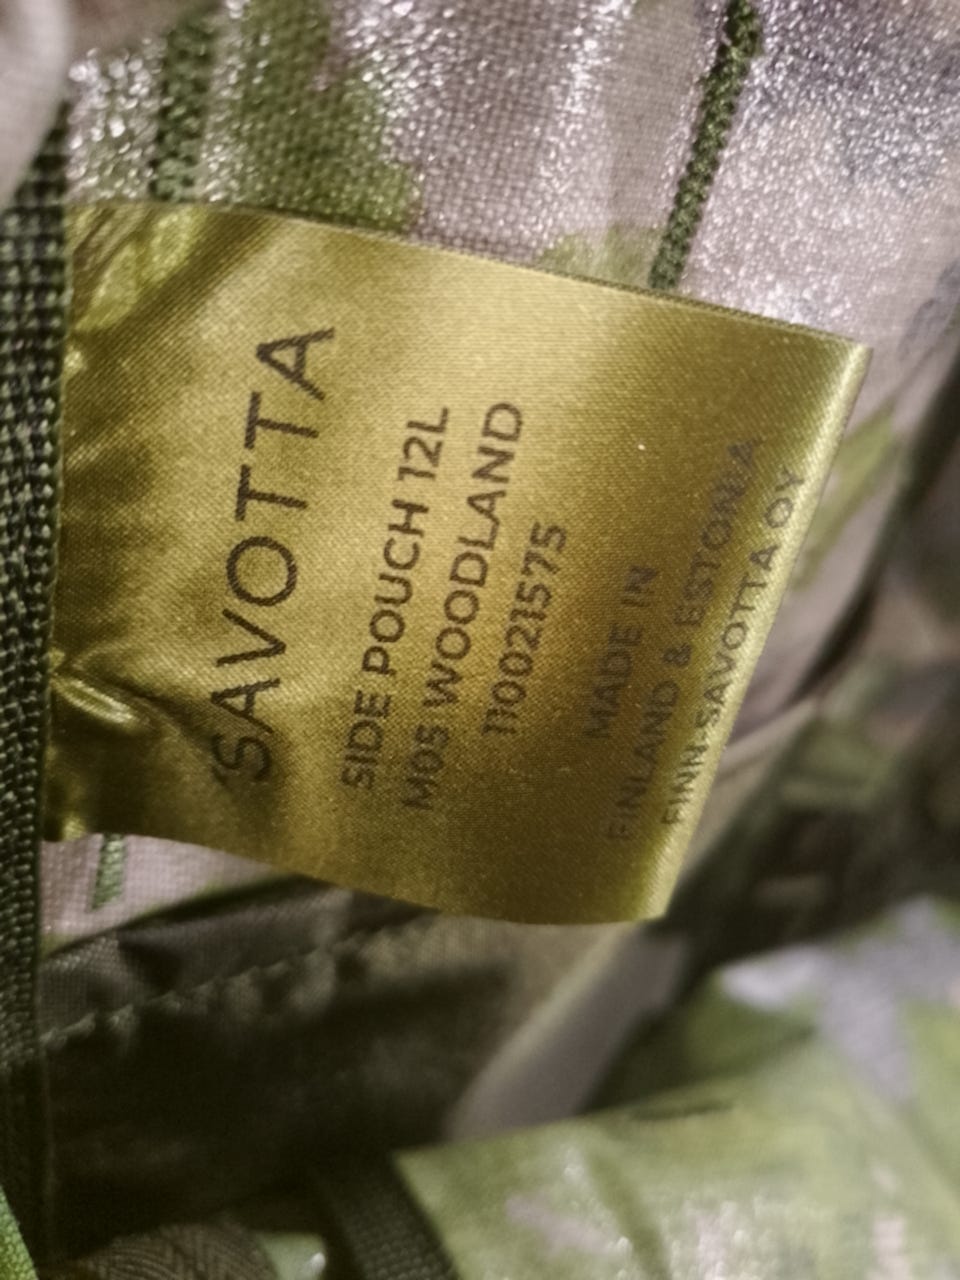 SAVOTTA
SIDE POUCH 12L
M05 WOODLAND
110021575
MADE IN
FINLAND & ESTONIA
FINN-SAVOTTA OY